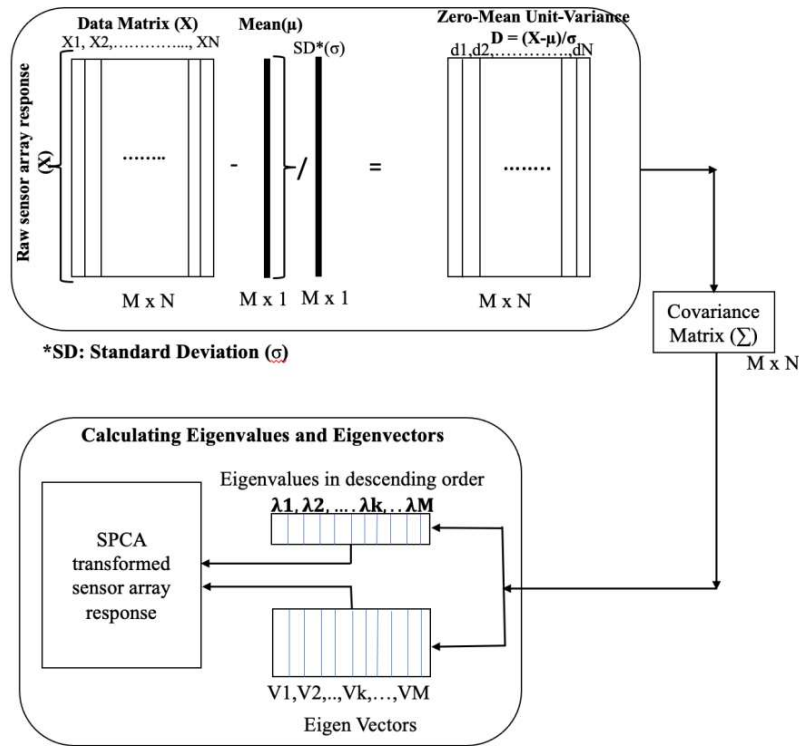 Data Matrix (X)
X1, X2,…………..., XN
Mean(μ)
SD*(σ)
Zero-Mean Unit-Variance
D = (X-μ)/σ
d1,d2,………….,dN
Raw sensor array response
(X)
........
-
/
=
........
M x N
M x 1
M x 1
M x N
*SD: Standard Deviation (σ)
Covariance
Matrix (∑)
M x N
Calculating Eigenvalues and Eigenvectors
Eigenvalues in descending order
λ1, λ2, .... λk, . . λM
SPCA
transformed
sensor array
response
V1,V2,..,Vk,…,VM
Eigen Vectors